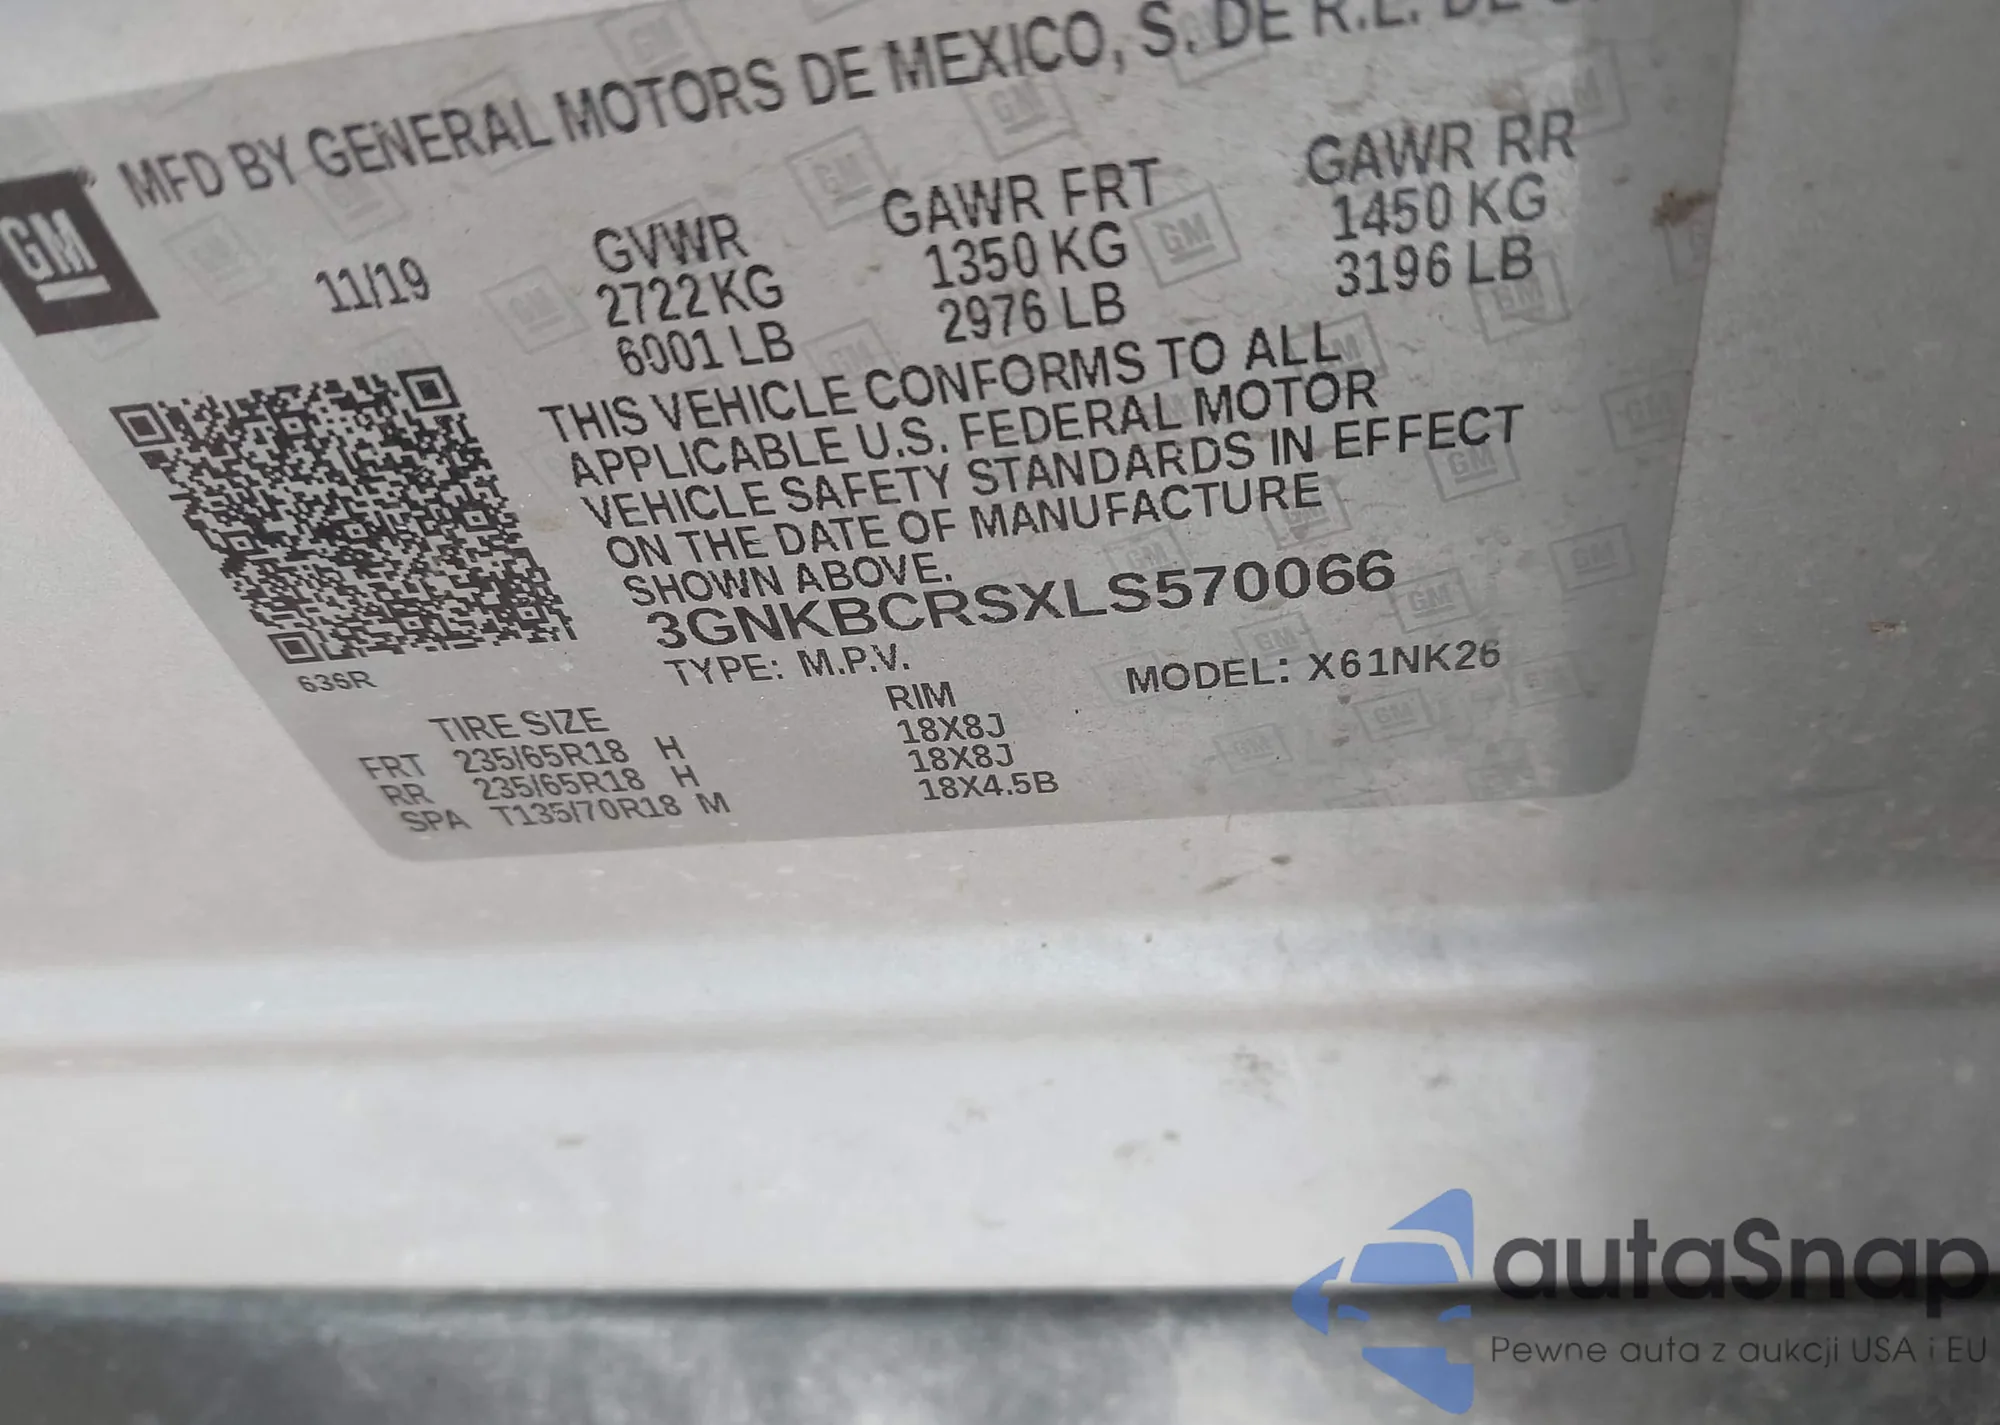 MFD BY GENERAL MOTORS DE MEXICO, S. DE R.L. DE
GM
11/19
GVWR
2722 KG
6001 LB
GAWR FRT
1350 KG
2976 LB
GAWR RR
1450 KG
3196 LB
THIS VEHICLE CONFORMS TO ALL
APPLICABLE U.S. FEDERAL MOTOR
VEHICLE SAFETY STANDARDS IN EFFECT
ON THE DATE OF MANUFACTURE
SHOWN ABOVE.
3GNKBCRSXLS570066
TYPE: M.P.V.
MODEL: X61NK26
636R
TIRE SIZE RIM
FRT 235/65R18 H 18X8J
RR 235/65R18 H 18X8J
SPA T135/70R18 M 18X4.5B
autaSnap
Pewne auta z aukcji USA i EU